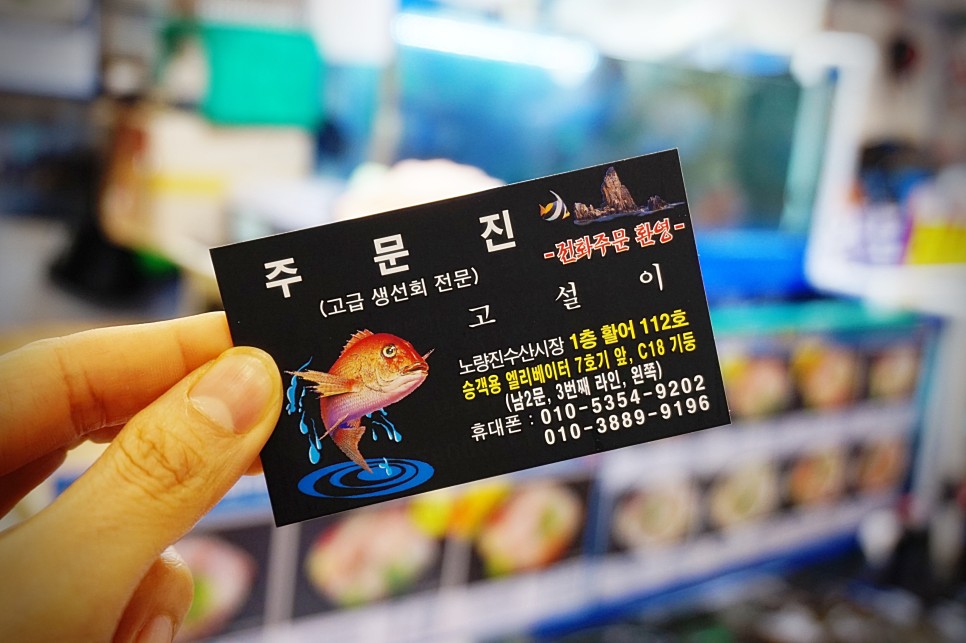 주 문 진
-전화주문 환영-
(고급 생선회 전문)
고 설 이
노량진수산시장 1층 활어 112호
승객용 엘리베이터 7호기 앞, C18 기둥
(남2문, 3번째 라인, 왼쪽)
휴대폰 : 010-5354-9202
010-3889-9196